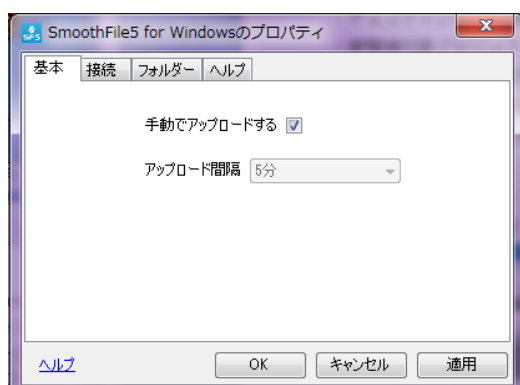 SmoothFile5 for Windowsのプロパティ
基本 接続 フォルダー ヘルプ
手動でアップロードする
アップロード間隔 5分
ヘルプ OK キャンセル 適用